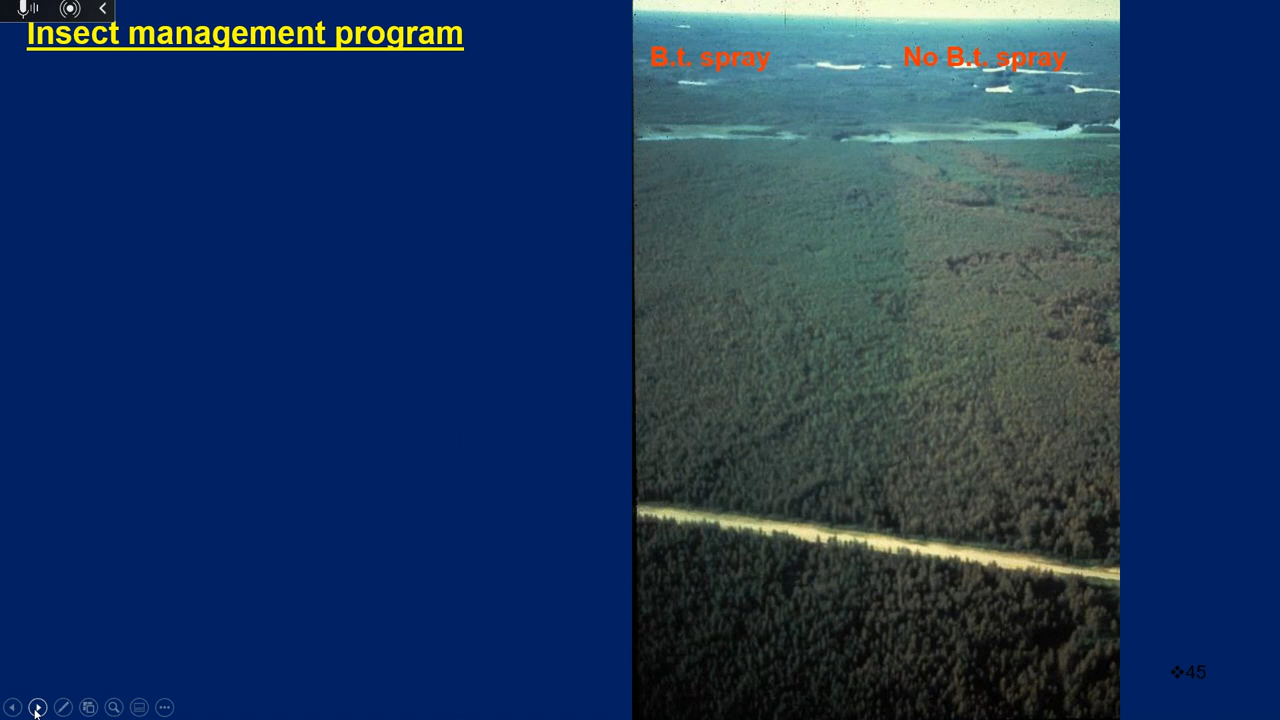 Insect management program
B.t. spray
No B.t. spray
❖45